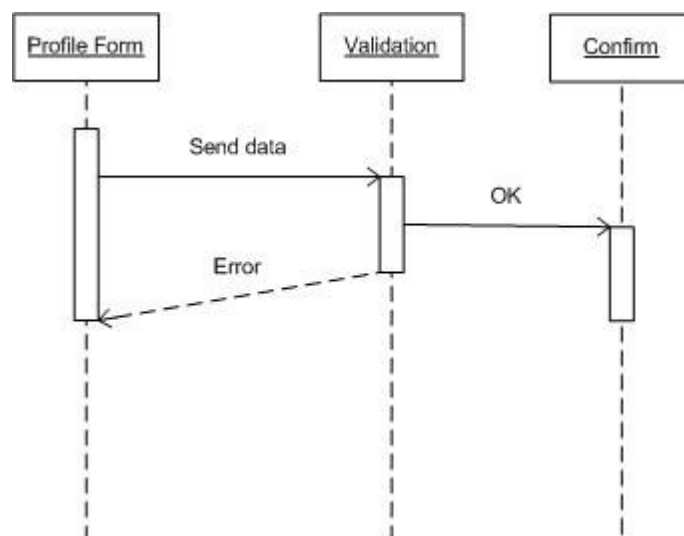 Profile Form
Validation
Confirm
Send data
OK
Error